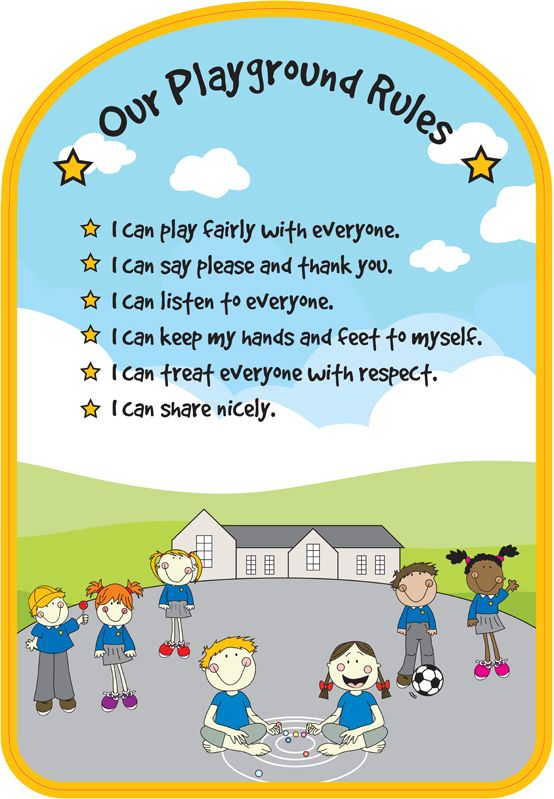 Our Playground Rules
I can play fairly with everyone.
I can say please and thank you.
I can listen to everyone.
I can keep my hands and feet to myself.
I can treat everyone with respect.
I can share nicely.